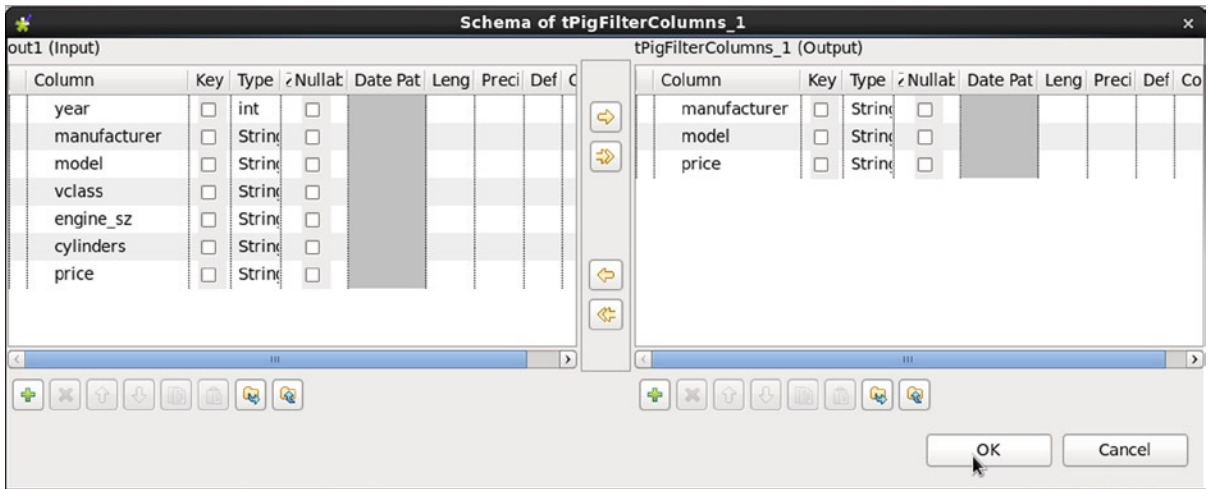 Schema of tPigFilterColumns_1
out1 (Input)
Column Key Type Nullab Date Pat Leng Preci Def C
year int
manufacturer String
model String
vclass String
engine_sz String
cylinders String
price String
tPigFilterColumns_1 (Output)
Column Key Type Nullab Date Pat Leng Preci Def Co
manufacturer String
model String
price String
OK Cancel